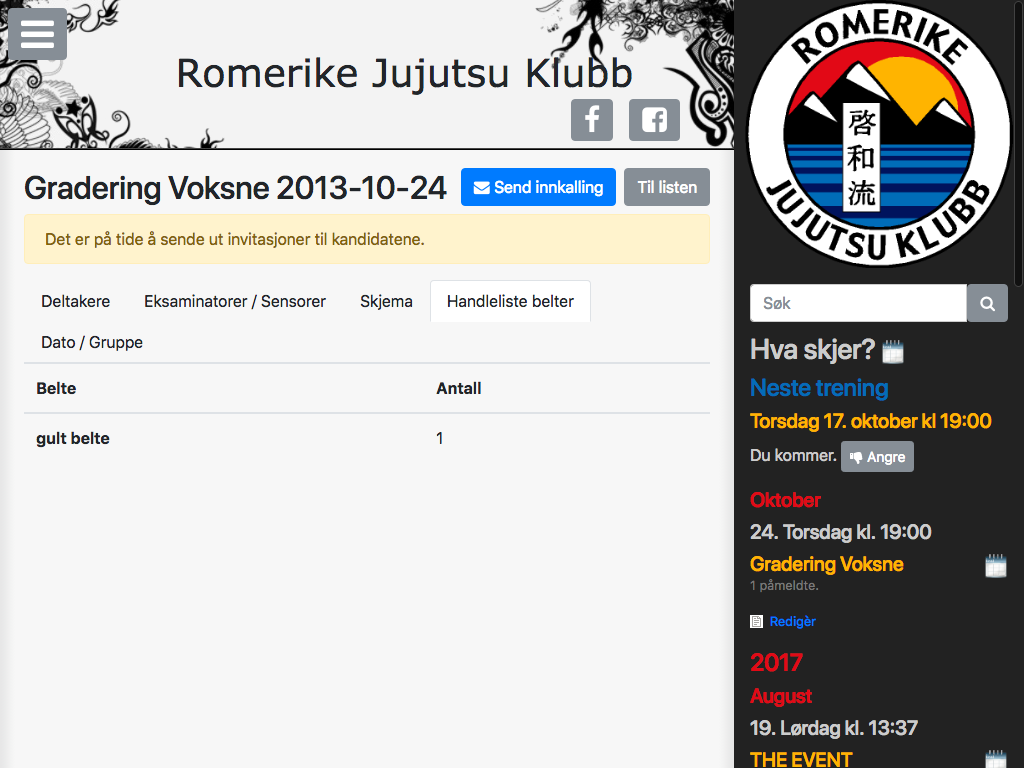 Romerike Jujutsu Klubb
Gradering Voksne 2013-10-24
Send innkalling
Til listen
Det er på tide å sende ut invitasjoner til kandidatene.
Deltakere
Eksaminatorer / Sensorer
Skjema
Handleliste belter
Dato / Gruppe
Belte
Antall
gult belte
1
ROMERIKE
啓和流
JUJUTSU KLUBB
Søk
Hva skjer?
Neste trening
Torsdag 17. oktober kl 19:00
Du kommer.
Angre
Oktober
24. Torsdag kl. 19:00
Gradering Voksne
1 påmeldte.
Redigèr
2017
August
19. Lørdag kl. 13:37
THE EVENT